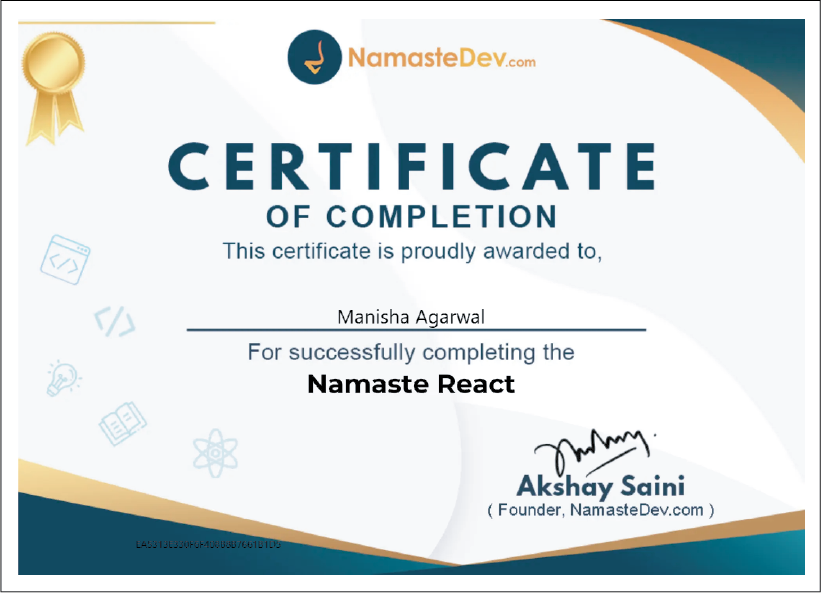 NamasteDev.com
CERTIFICATE
OF COMPLETION
This certificate is proudly awarded to,
Manisha Agarwal
For successfully completing the
Namaste React
Akshay Saini
( Founder, NamasteDev.com )